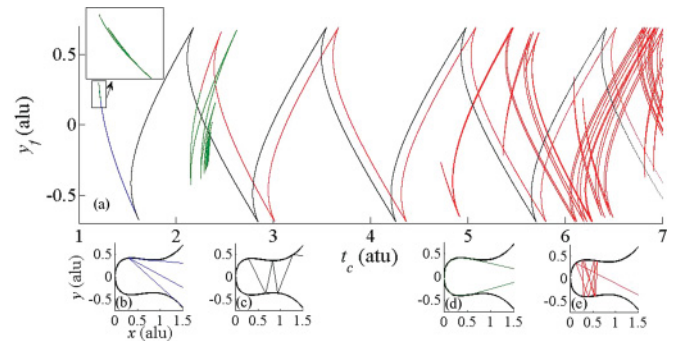 y_f (alu)
0.5
0
-0.5
(a)
1 2 3 4 5 6 7
t_c (atu)
y (alu)
0.5 0.5 0.5 0.5
0 0 0 0
-0.5 -0.5 -0.5 -0.5
(b) (c) (d) (e)
0 0.5 1 1.5 0 0.5 1 1.5 0 0.5 1 1.5 0 0.5 1 1.5
x (alu)